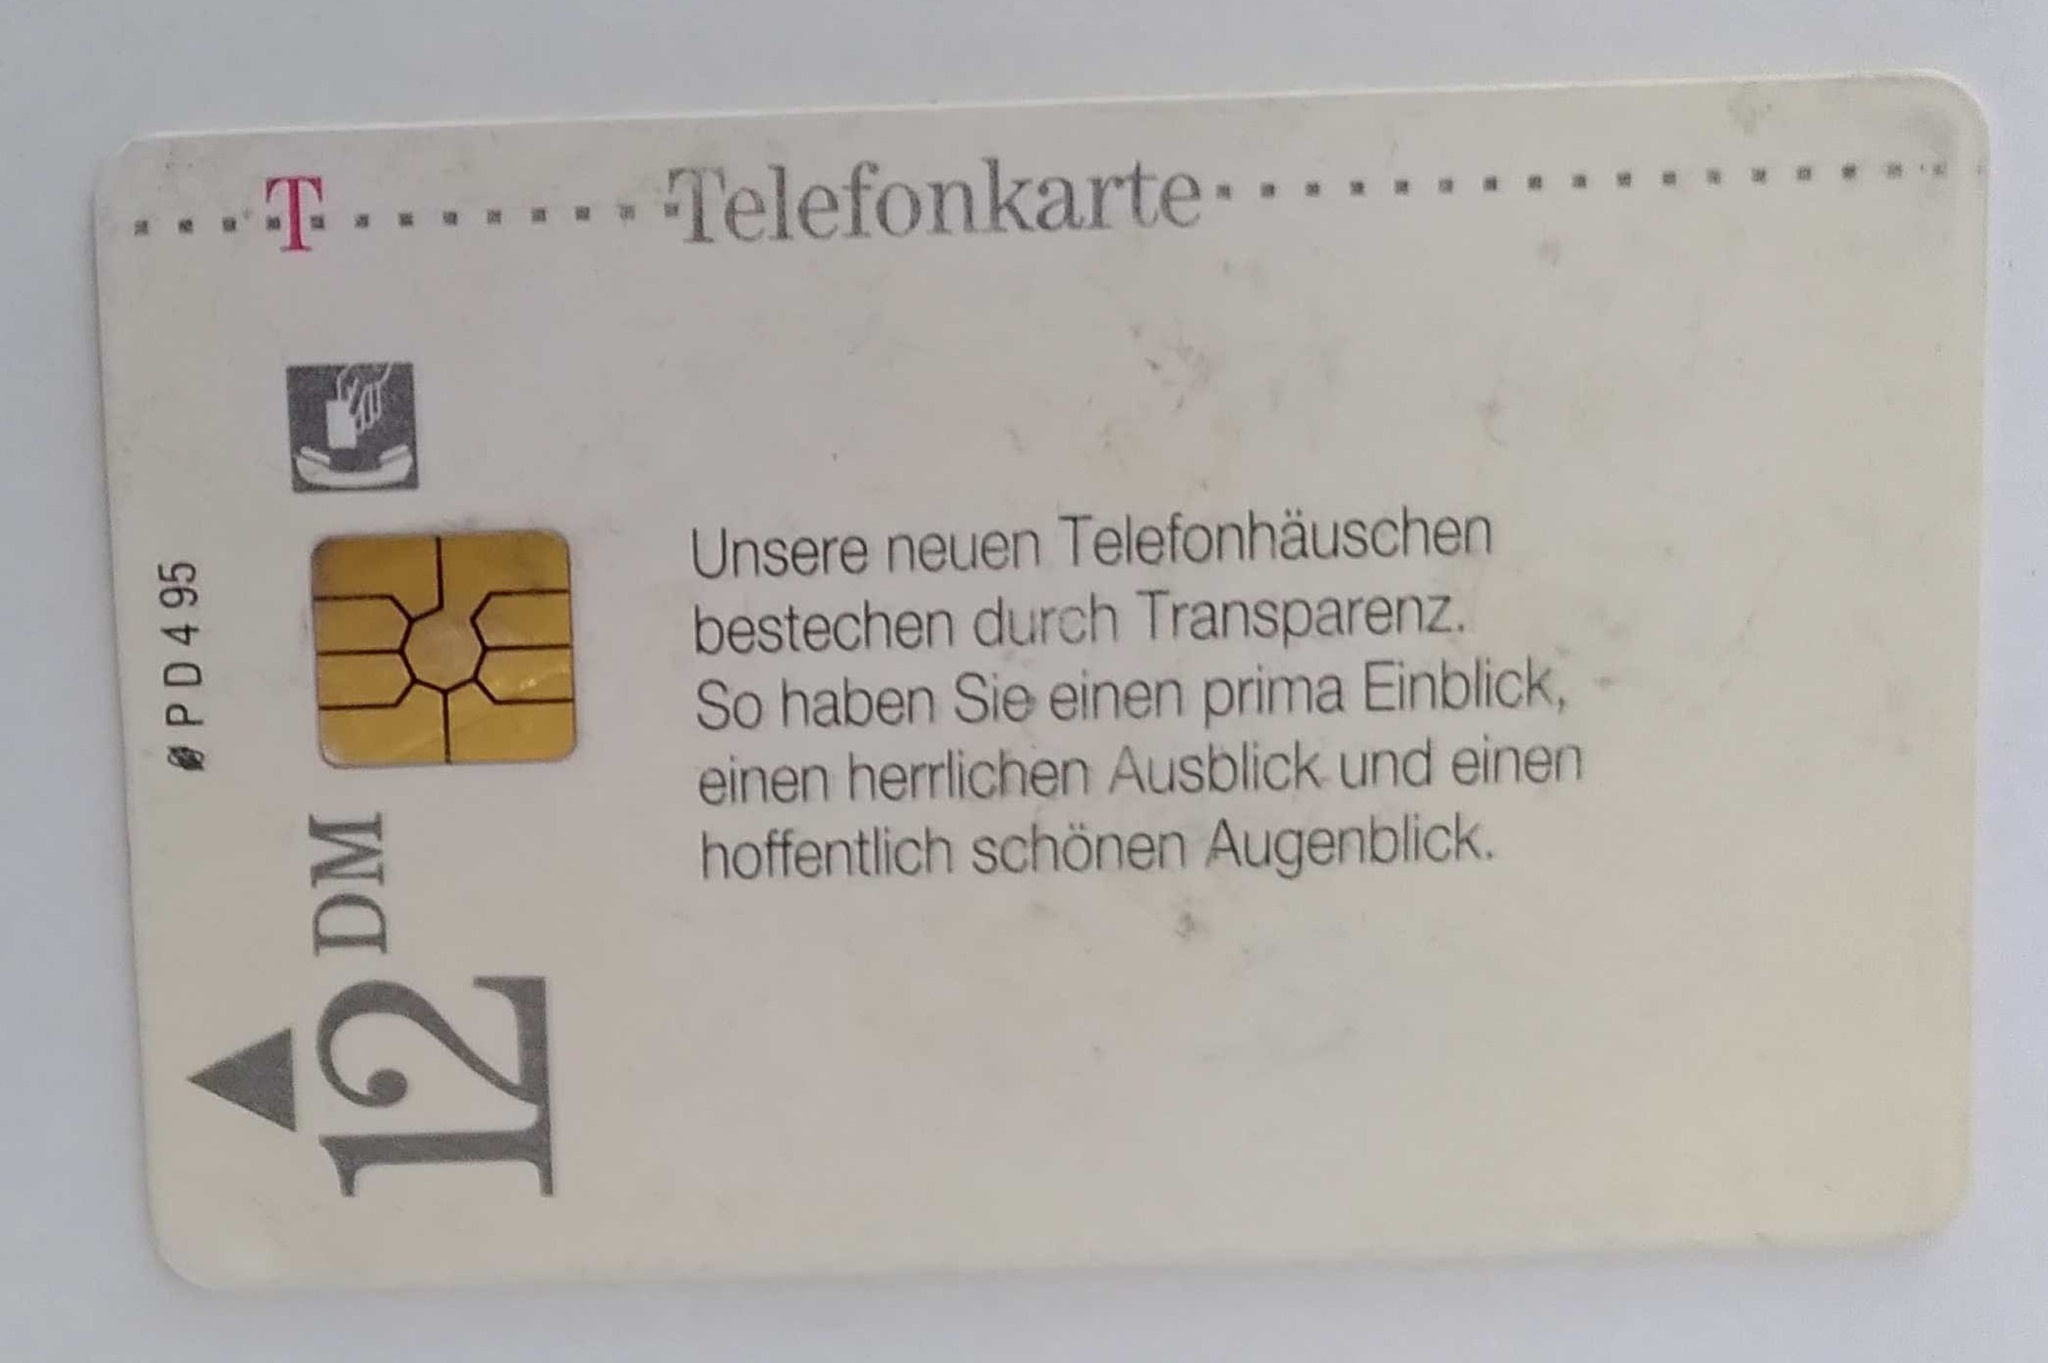 T Telefonkarte
PD 4 95
12 DM
Unsere neuen Telefonhäuschen
bestechen durch Transparenz.
So haben Sie einen prima Einblick,
einen herrlichen Ausblick und einen
hoffentlich schönen Augenblick.